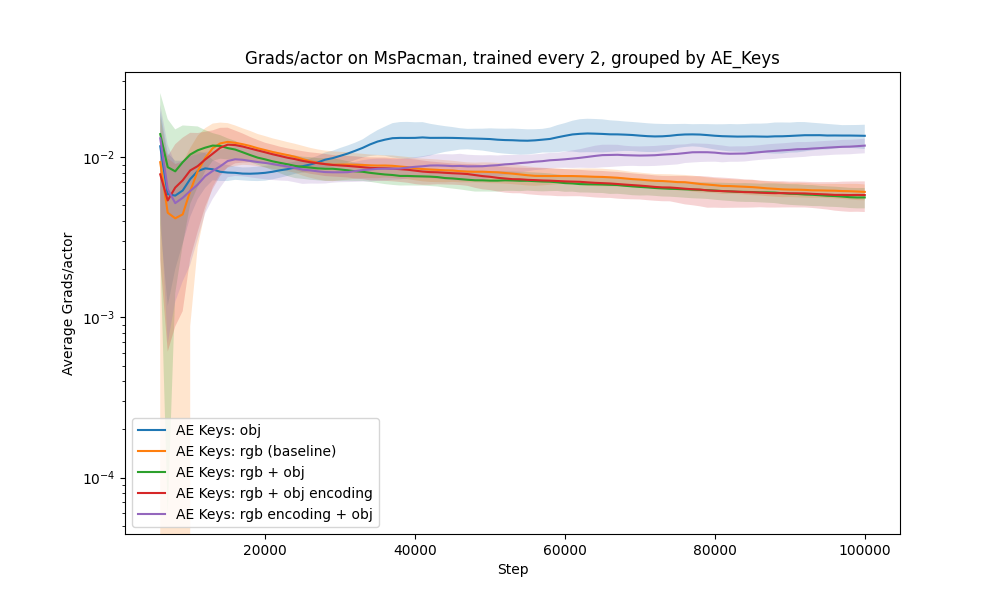 Grads/actor on MsPacman, trained every 2, grouped by AE_Keys
Average Grads/actor
10⁻²
10⁻³
10⁻⁴
AE Keys: obj
AE Keys: rgb (baseline)
AE Keys: rgb + obj
AE Keys: rgb + obj encoding
AE Keys: rgb encoding + obj
20000 40000 60000 80000 100000
Step